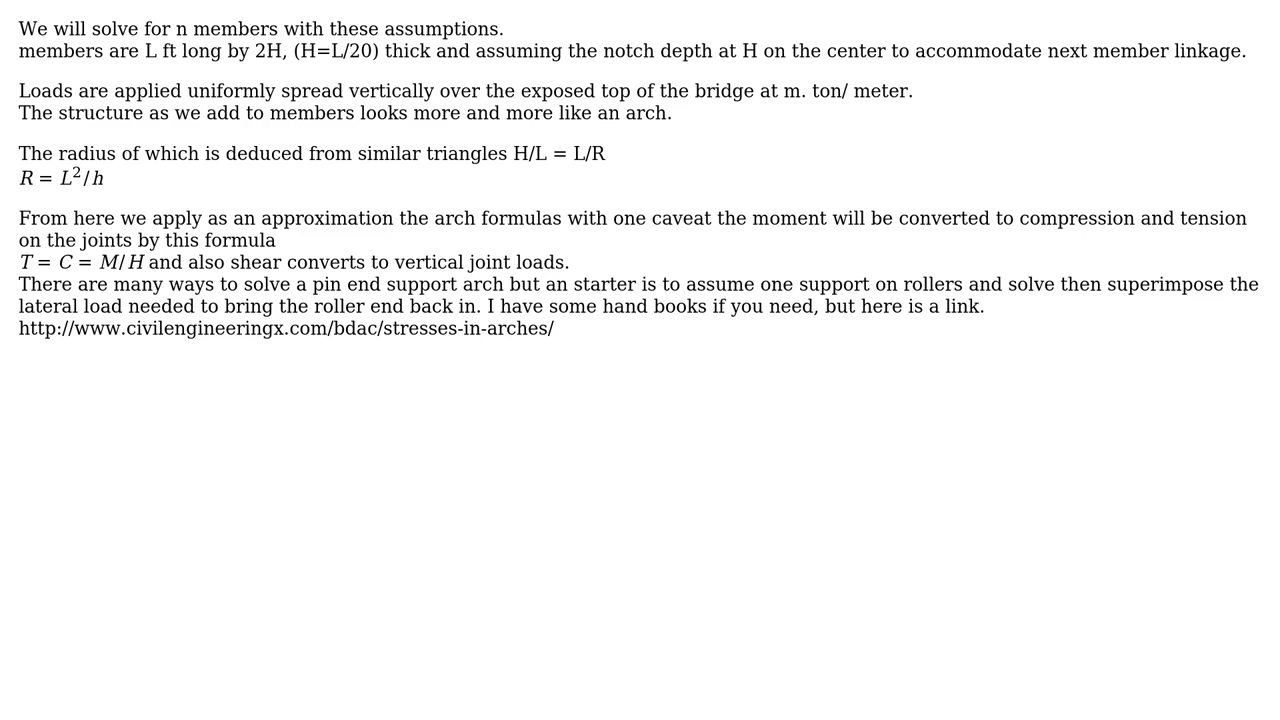 We will solve for n members with these assumptions.
members are L ft long by 2H, (H=L/20) thick and assuming the notch depth at H on the center to accommodate next member linkage.
Loads are applied uniformly spread vertically over the exposed top of the bridge at m. ton/ meter.
The structure as we add to members looks more and more like an arch.
The radius of which is deduced from similar triangles H/L = L/R
R = L²/h
From here we apply as an approximation the arch formulas with one caveat the moment will be converted to compression and tension
on the joints by this formula
T = C = M/H and also shear converts to vertical joint loads.
There are many ways to solve a pin end support arch but an starter is to assume one support on rollers and solve then superimpose the
lateral load needed to bring the roller end back in. I have some hand books if you need, but here is a link.
http://www.civilengineeringx.com/bdac/stresses-in-arches/